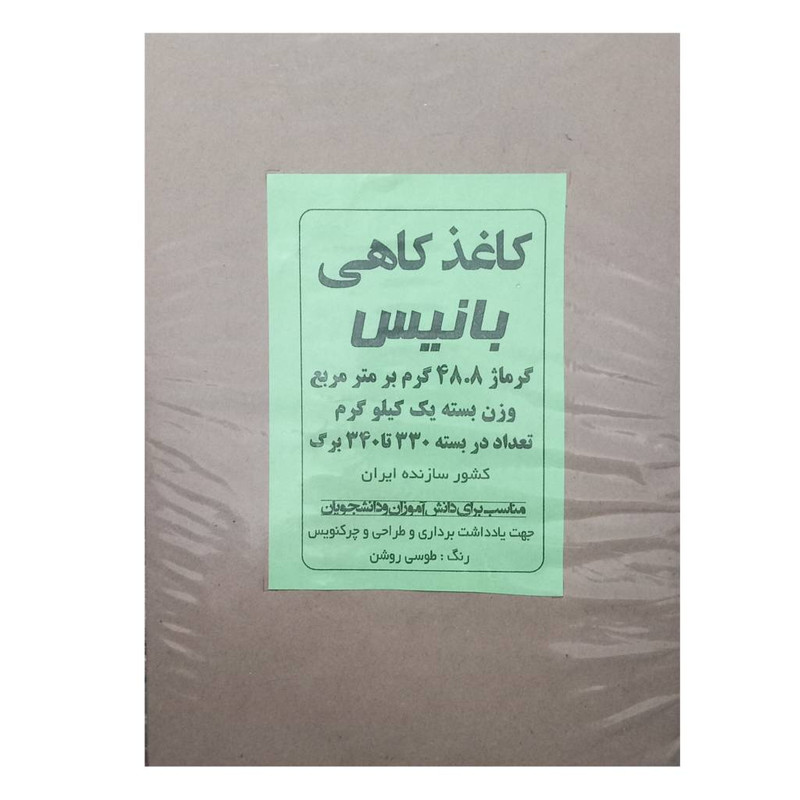 کاغذ کاهی
بانیس
گرماژ ۴۸.۸ گرم بر متر مربع
وزن بسته یک کیلو گرم
تعداد در بسته ۳۳۰ تا ۳۴۰ برگ
کشور سازنده ایران
مناسب برای دانش آموزان و دانشجویان
جهت یادداشت برداری و طراحی و چرکنویس
رنگ : طوسی روشن